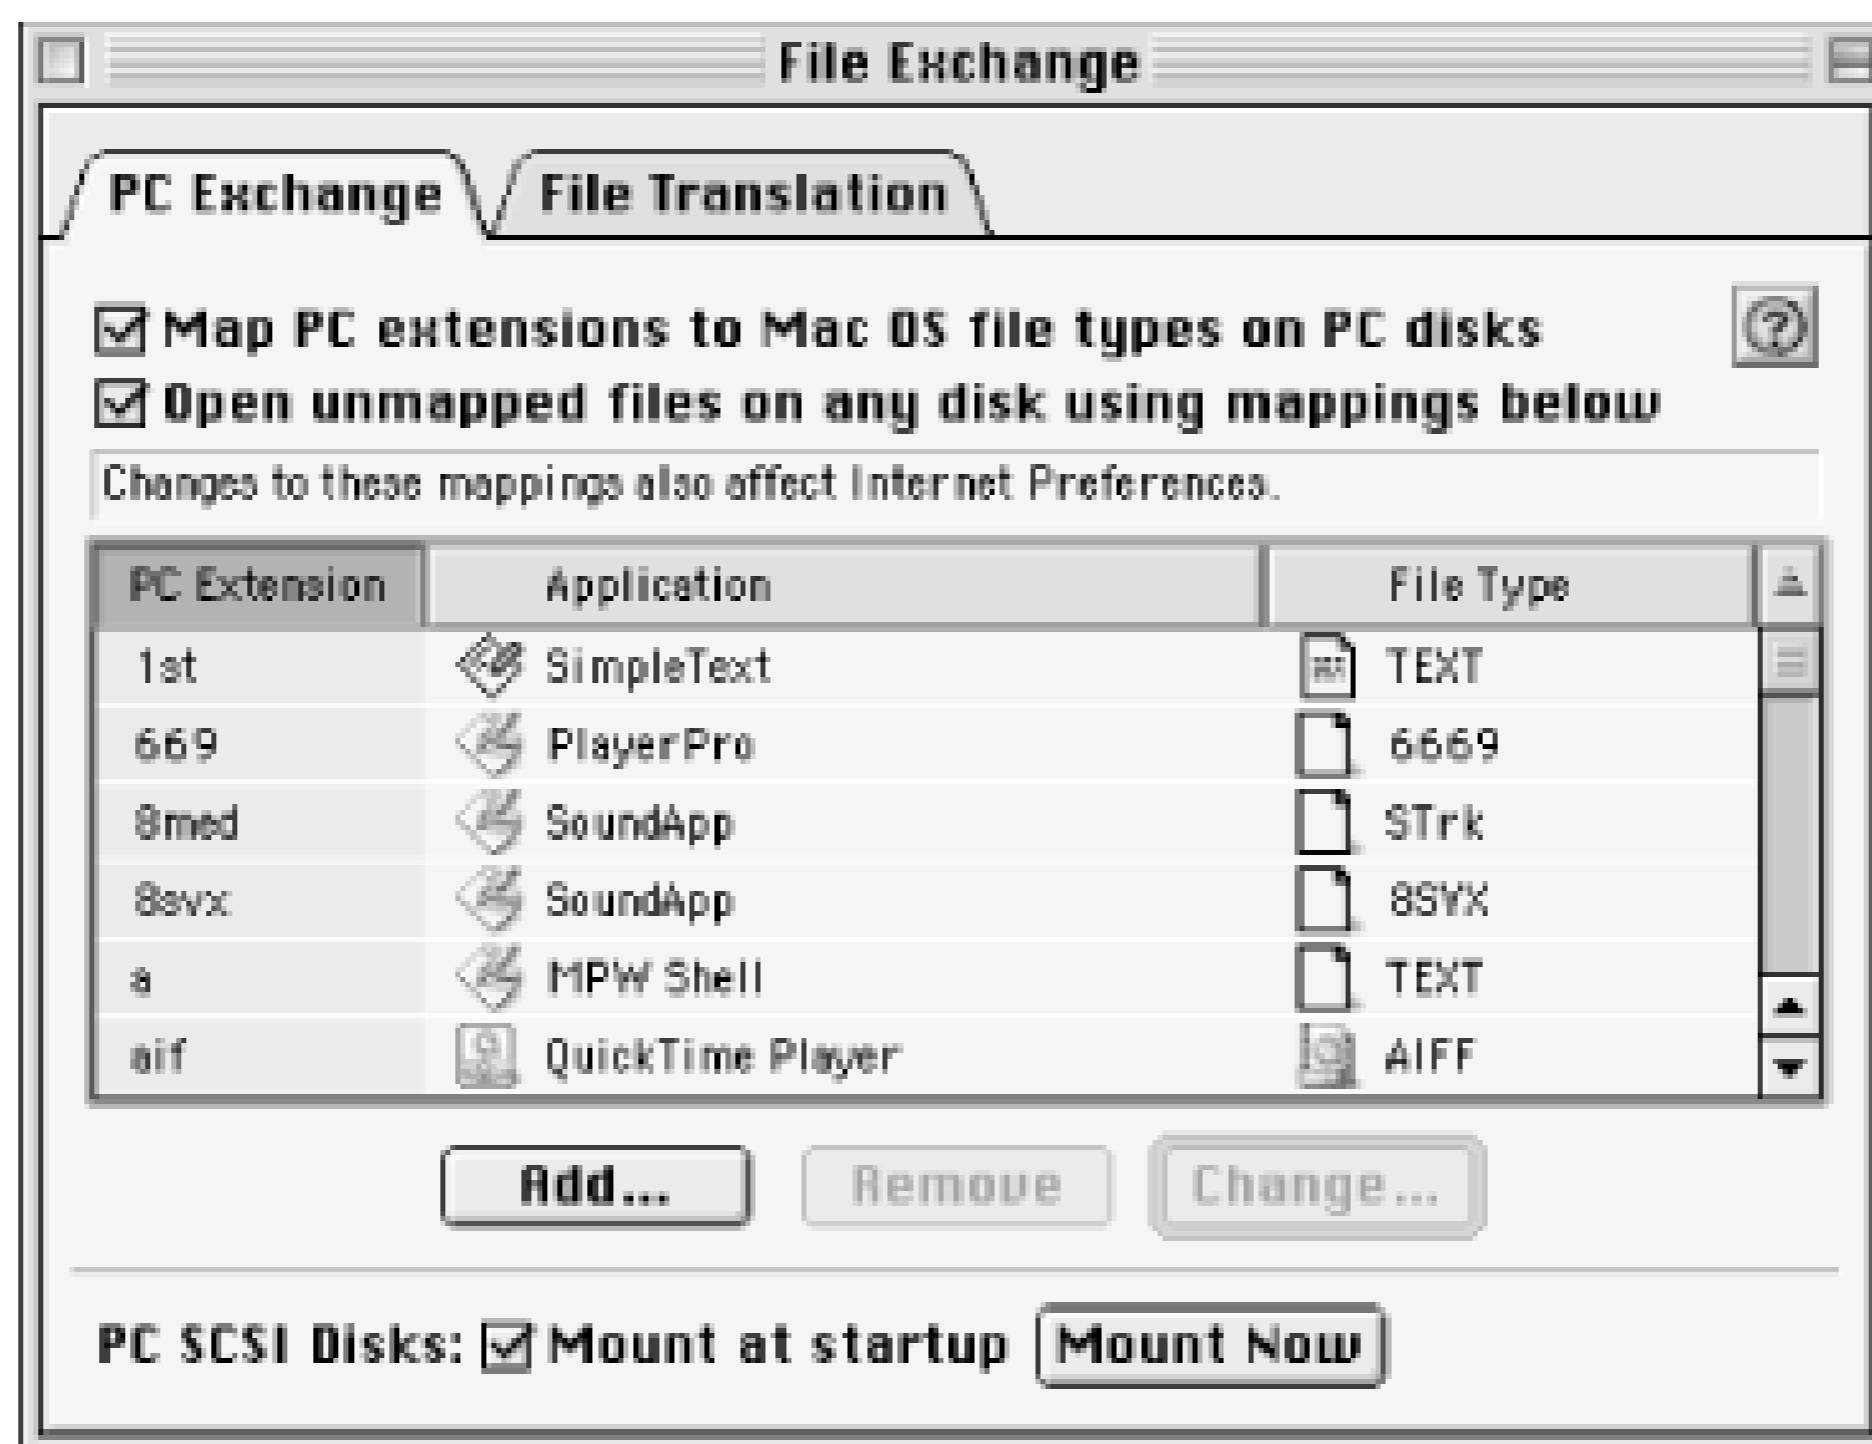 File Exchange
PC Exchange File Translation
Map PC extensions to Mac OS file types on PC disks
Open unmapped files on any disk using mappings below
Changes to these mappings also affect Internet Preferences.
PC Extension Application File Type
1st SimpleText TEXT
669 PlayerPro 6669
8med SoundApp STrk
8svx SoundApp 8SVX
a MPW Shell TEXT
aif QuickTime Player AIFF
Add... Remove Change...
PC SCSI Disks: Mount at startup Mount Now